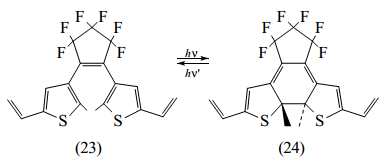 F F F F
F F F F
F F F F
hν
hν'
S S S S
(23) (24)